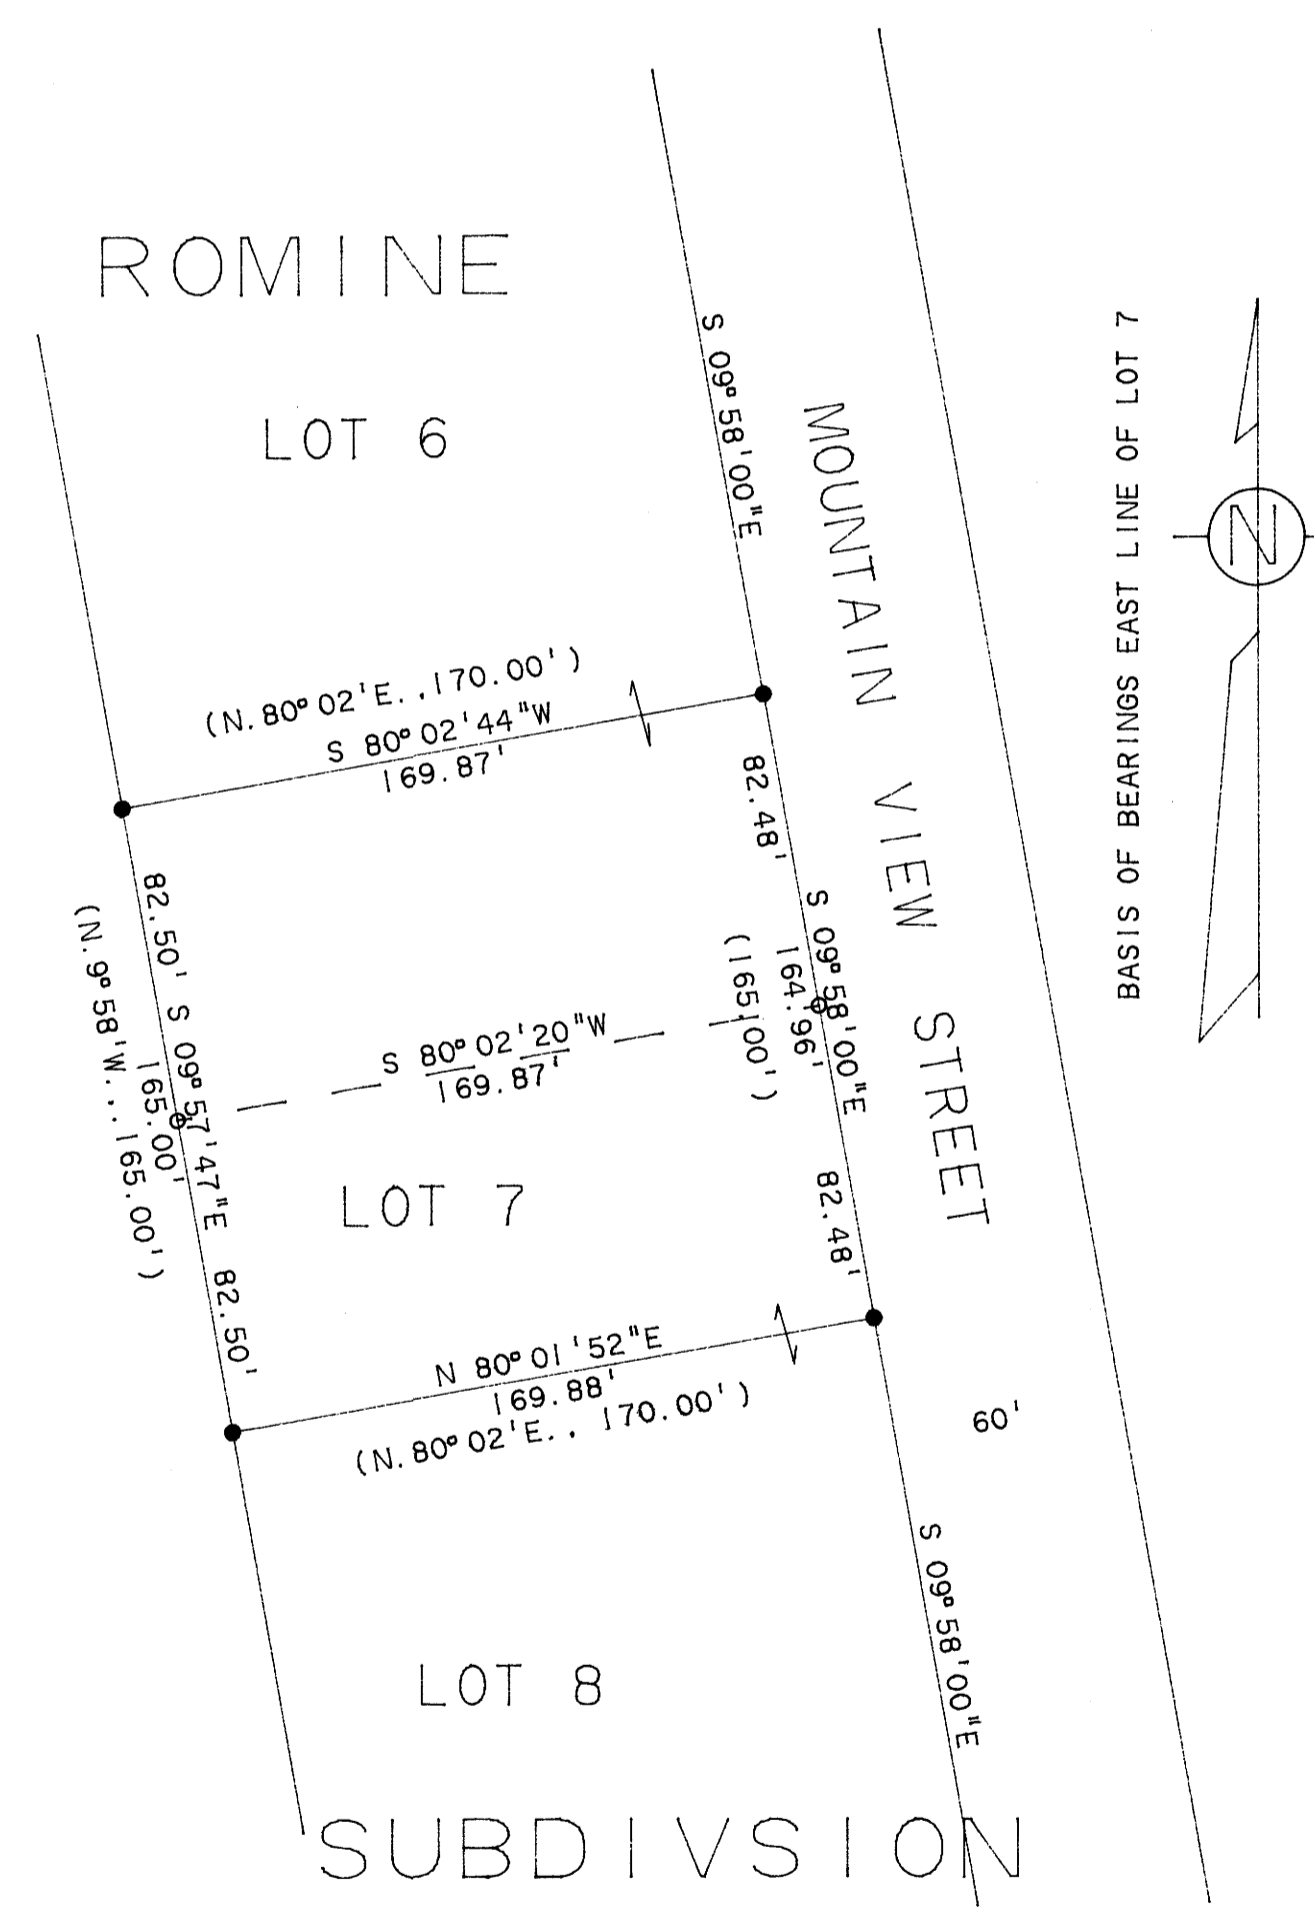 ROMINE
LOT 6
S 09° 58'00"E
MOUNTAIN VIEW STREET
BASIS OF BEARINGS EAST LINE OF LOT 7
N
(N. 80° 02'E. .170.00')
S 80° 02'44"W
169.87'
82.48'
82.50'
S 09° 58'00"E
164.96'
(165.00')
S 09° 57'47"E
165.00'
(N. 9° 58'W...165.00')
S 80° 02'20"W
169.87'
LOT 7
82.48'
82.50'
N 80° 01'52"E
169.88'
(N. 80° 02'E. . 170.00')
60'
S 09° 58'00"E
LOT 8
SUBDIVSION